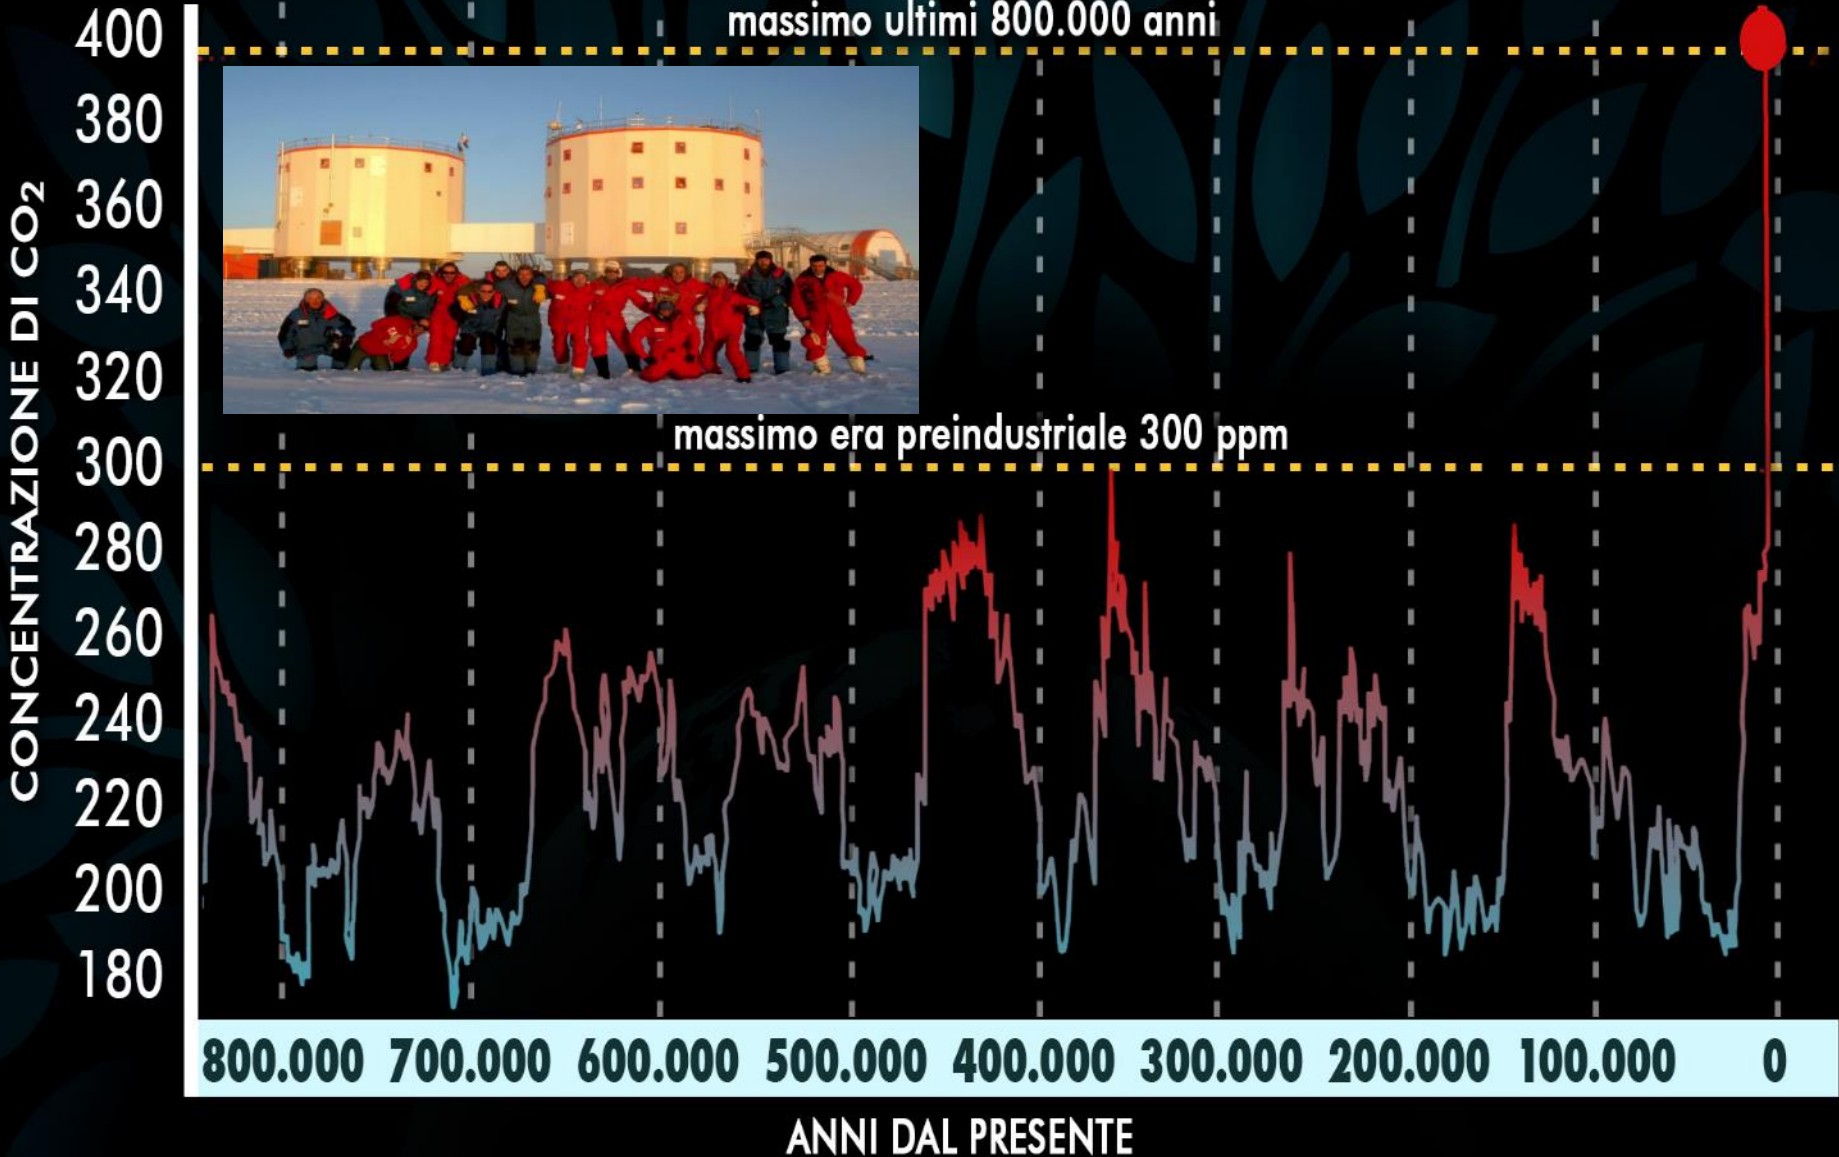 massimo ultimi 800.000 anni
400
380
360
340
320
300
280
260
240
220
200
180
CONCENTRAZIONE DI CO2
massimo era preindustriale 300 ppm
800.000 700.000 600.000 500.000 400.000 300.000 200.000 100.000 0
ANNI DAL PRESENTE